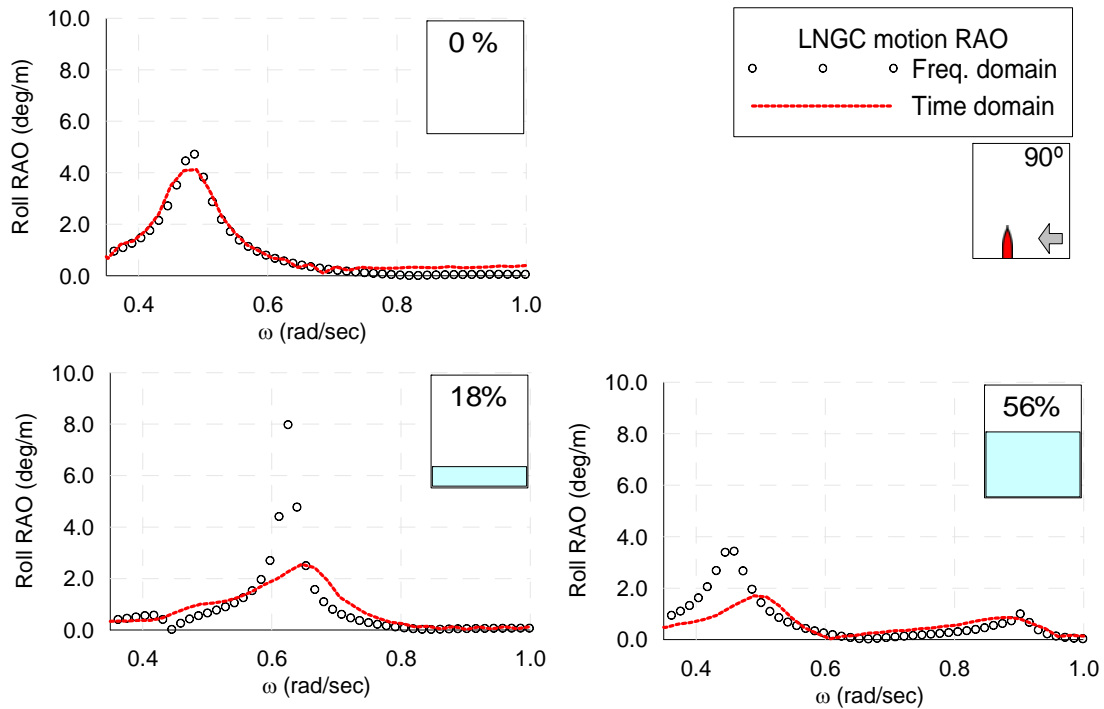 10.0
8.0
6.0
4.0
2.0
0.0
Roll RAO (deg/m)
0 %
0.4 0.6 0.8 1.0
ω (rad/sec)
LNGC motion RAO
Freq. domain
Time domain
90º
10.0
8.0
6.0
4.0
2.0
0.0
Roll RAO (deg/m)
18%
0.4 0.6 0.8 1.0
ω (rad/sec)
10.0
8.0
6.0
4.0
2.0
0.0
Roll RAO (deg/m)
56%
0.4 0.6 0.8 1.0
ω (rad/sec)